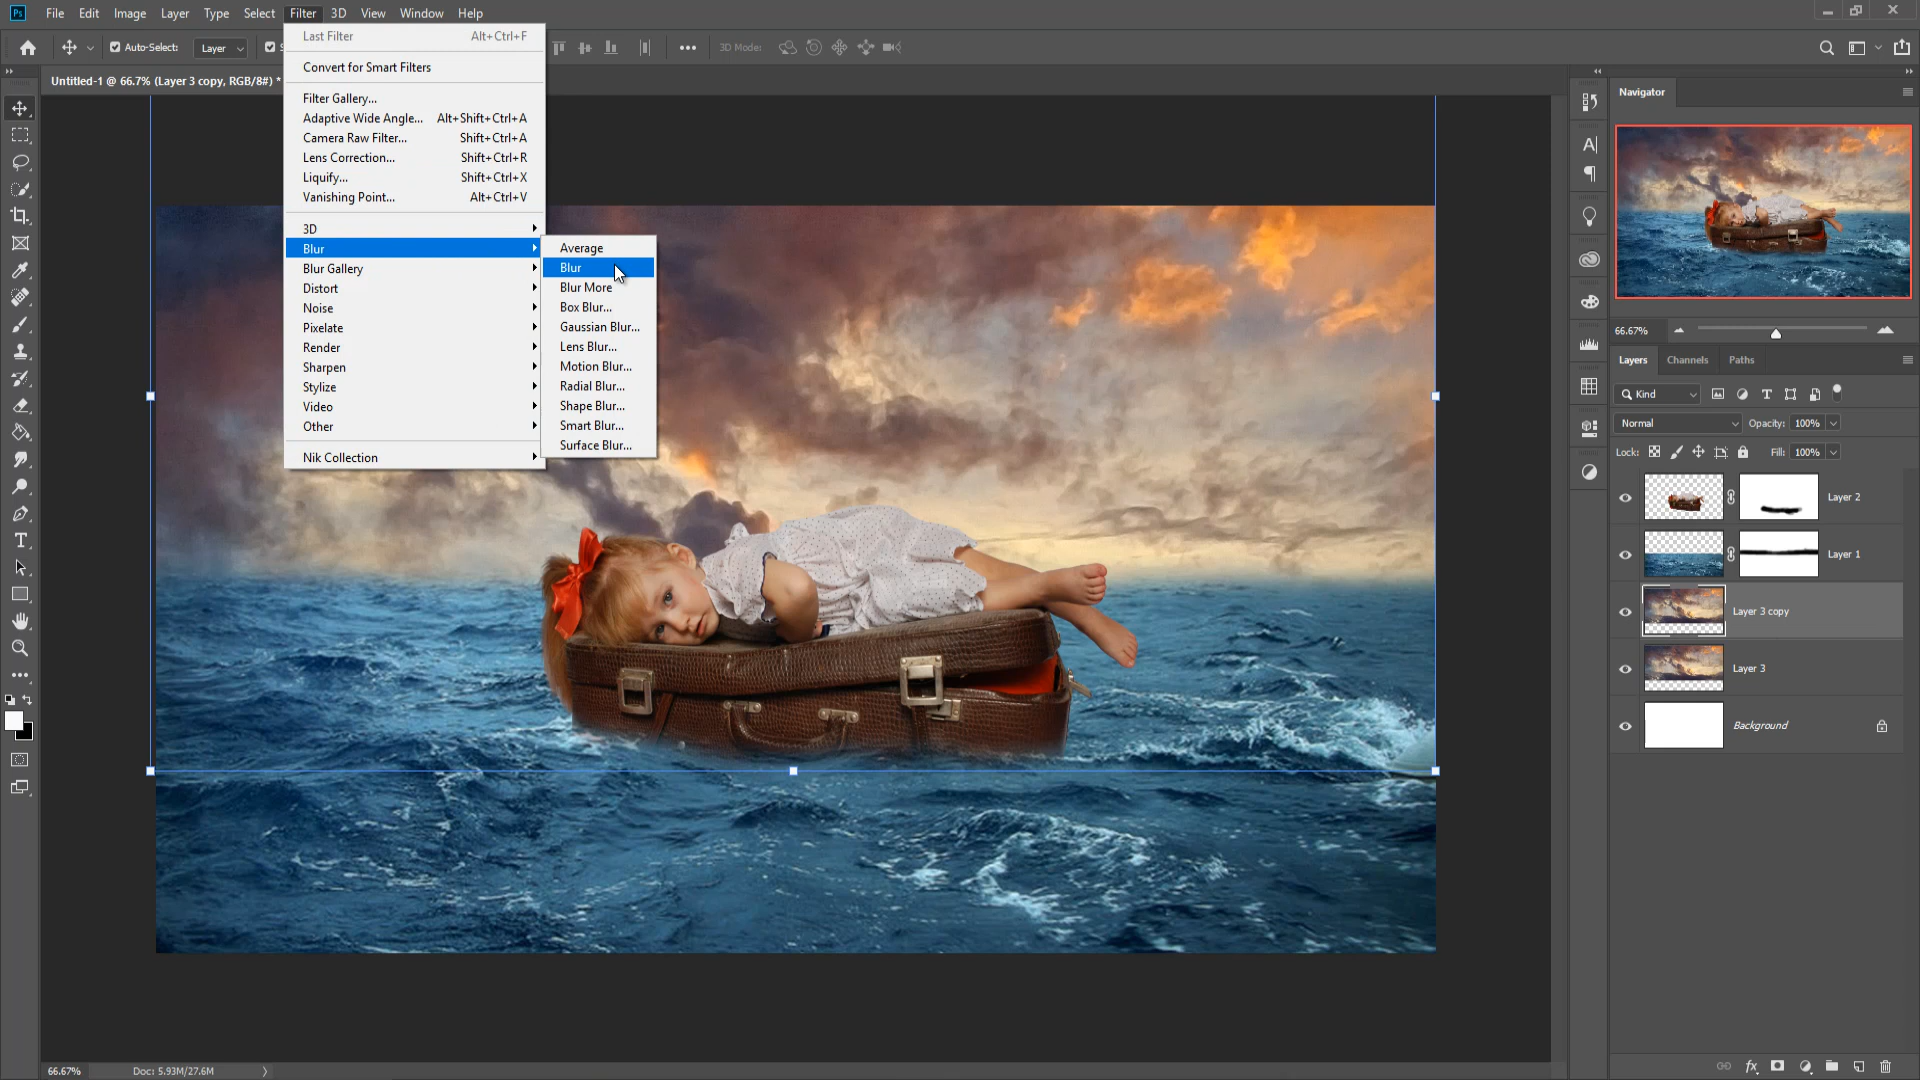 Ps File Edit Image Layer Type Select Filter 3D View Window Help
Auto-Select: Layer 3D Mode:
Untitled-1 @ 66.7% (Layer 3 copy, RGB/8#) *
Last Filter Alt+Ctrl+F
Convert for Smart Filters
Filter Gallery...
Adaptive Wide Angle... Alt+Shift+Ctrl+A
Camera Raw Filter... Shift+Ctrl+A
Lens Correction... Shift+Ctrl+R
Liquify... Shift+Ctrl+X
Vanishing Point... Alt+Ctrl+V
3D
Blur
Blur Gallery
Distort
Noise
Pixelate
Render
Sharpen
Stylize
Video
Other
Nik Collection
Average
Blur
Blur More
Box Blur...
Gaussian Blur...
Lens Blur...
Motion Blur...
Radial Blur...
Shape Blur...
Smart Blur...
Surface Blur...
Navigator
66.67%
Layers Channels Paths
Kind
Normal Opacity: 100%
Lock: Fill: 100%
Layer 2
Layer 1
Layer 3 copy
Layer 3
Background
66.67% Doc: 5.93M/27.6M